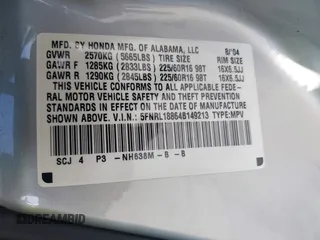 MFD. BY HONDA MFG. OF ALABAMA, LLC 8/'04
GVWR 2570KG (5665LBS) TIRE SIZE RIM SIZE
GAWR F 1285KG (2833LBS) 225/60R16 98T 16X6.5JJ
GAWR R 1290KG (2845LBS) 225/60R16 98T 16X6.5JJ
THIS VEHICLE CONFORMS TO ALL APPLICABLE FEDE-
RAL MOTOR VEHICLE SAFETY AND THEFT PREVENTION
STANDARDS IN EFFECT ON THE DATE OF MANUFACTURE
SHOWN ABOVE. V.I.N.: 5FNRL18864B149213 TYPE:MPV
SCJ 4 P3 -NH638M- B -B
IDREAMBID